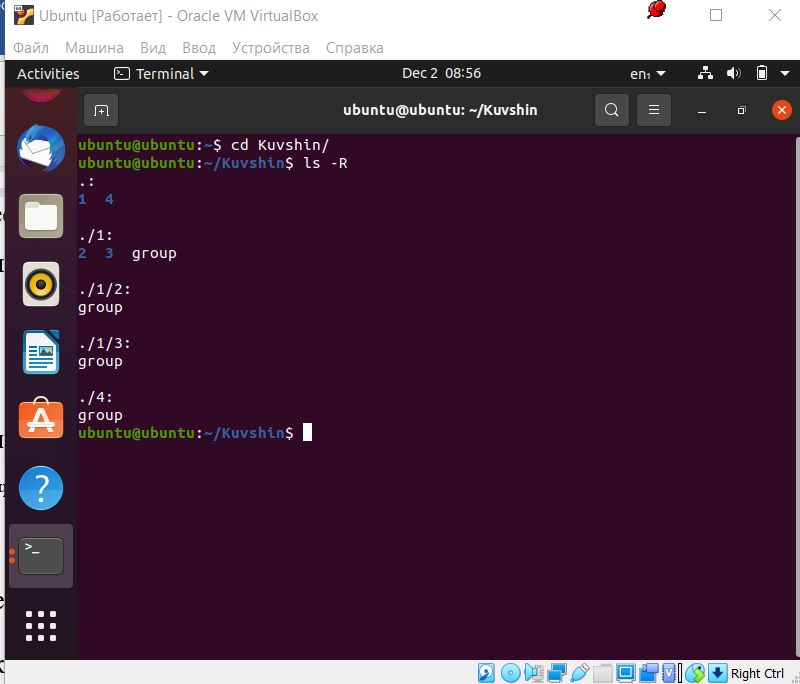 Ubuntu [Работает] - Oracle VM VirtualBox
Файл Машина Вид Ввод Устройства Справка
Activities Terminal Dec 2 08:56 en₁
ubuntu@ubuntu: ~/Kuvshin
ubuntu@ubuntu:~$ cd Kuvshin/
ubuntu@ubuntu:~/Kuvshin$ ls -R
.:
1 4
./1:
2 3 group
./1/2:
group
./1/3:
group
./4:
group
ubuntu@ubuntu:~/Kuvshin$
Right Ctrl